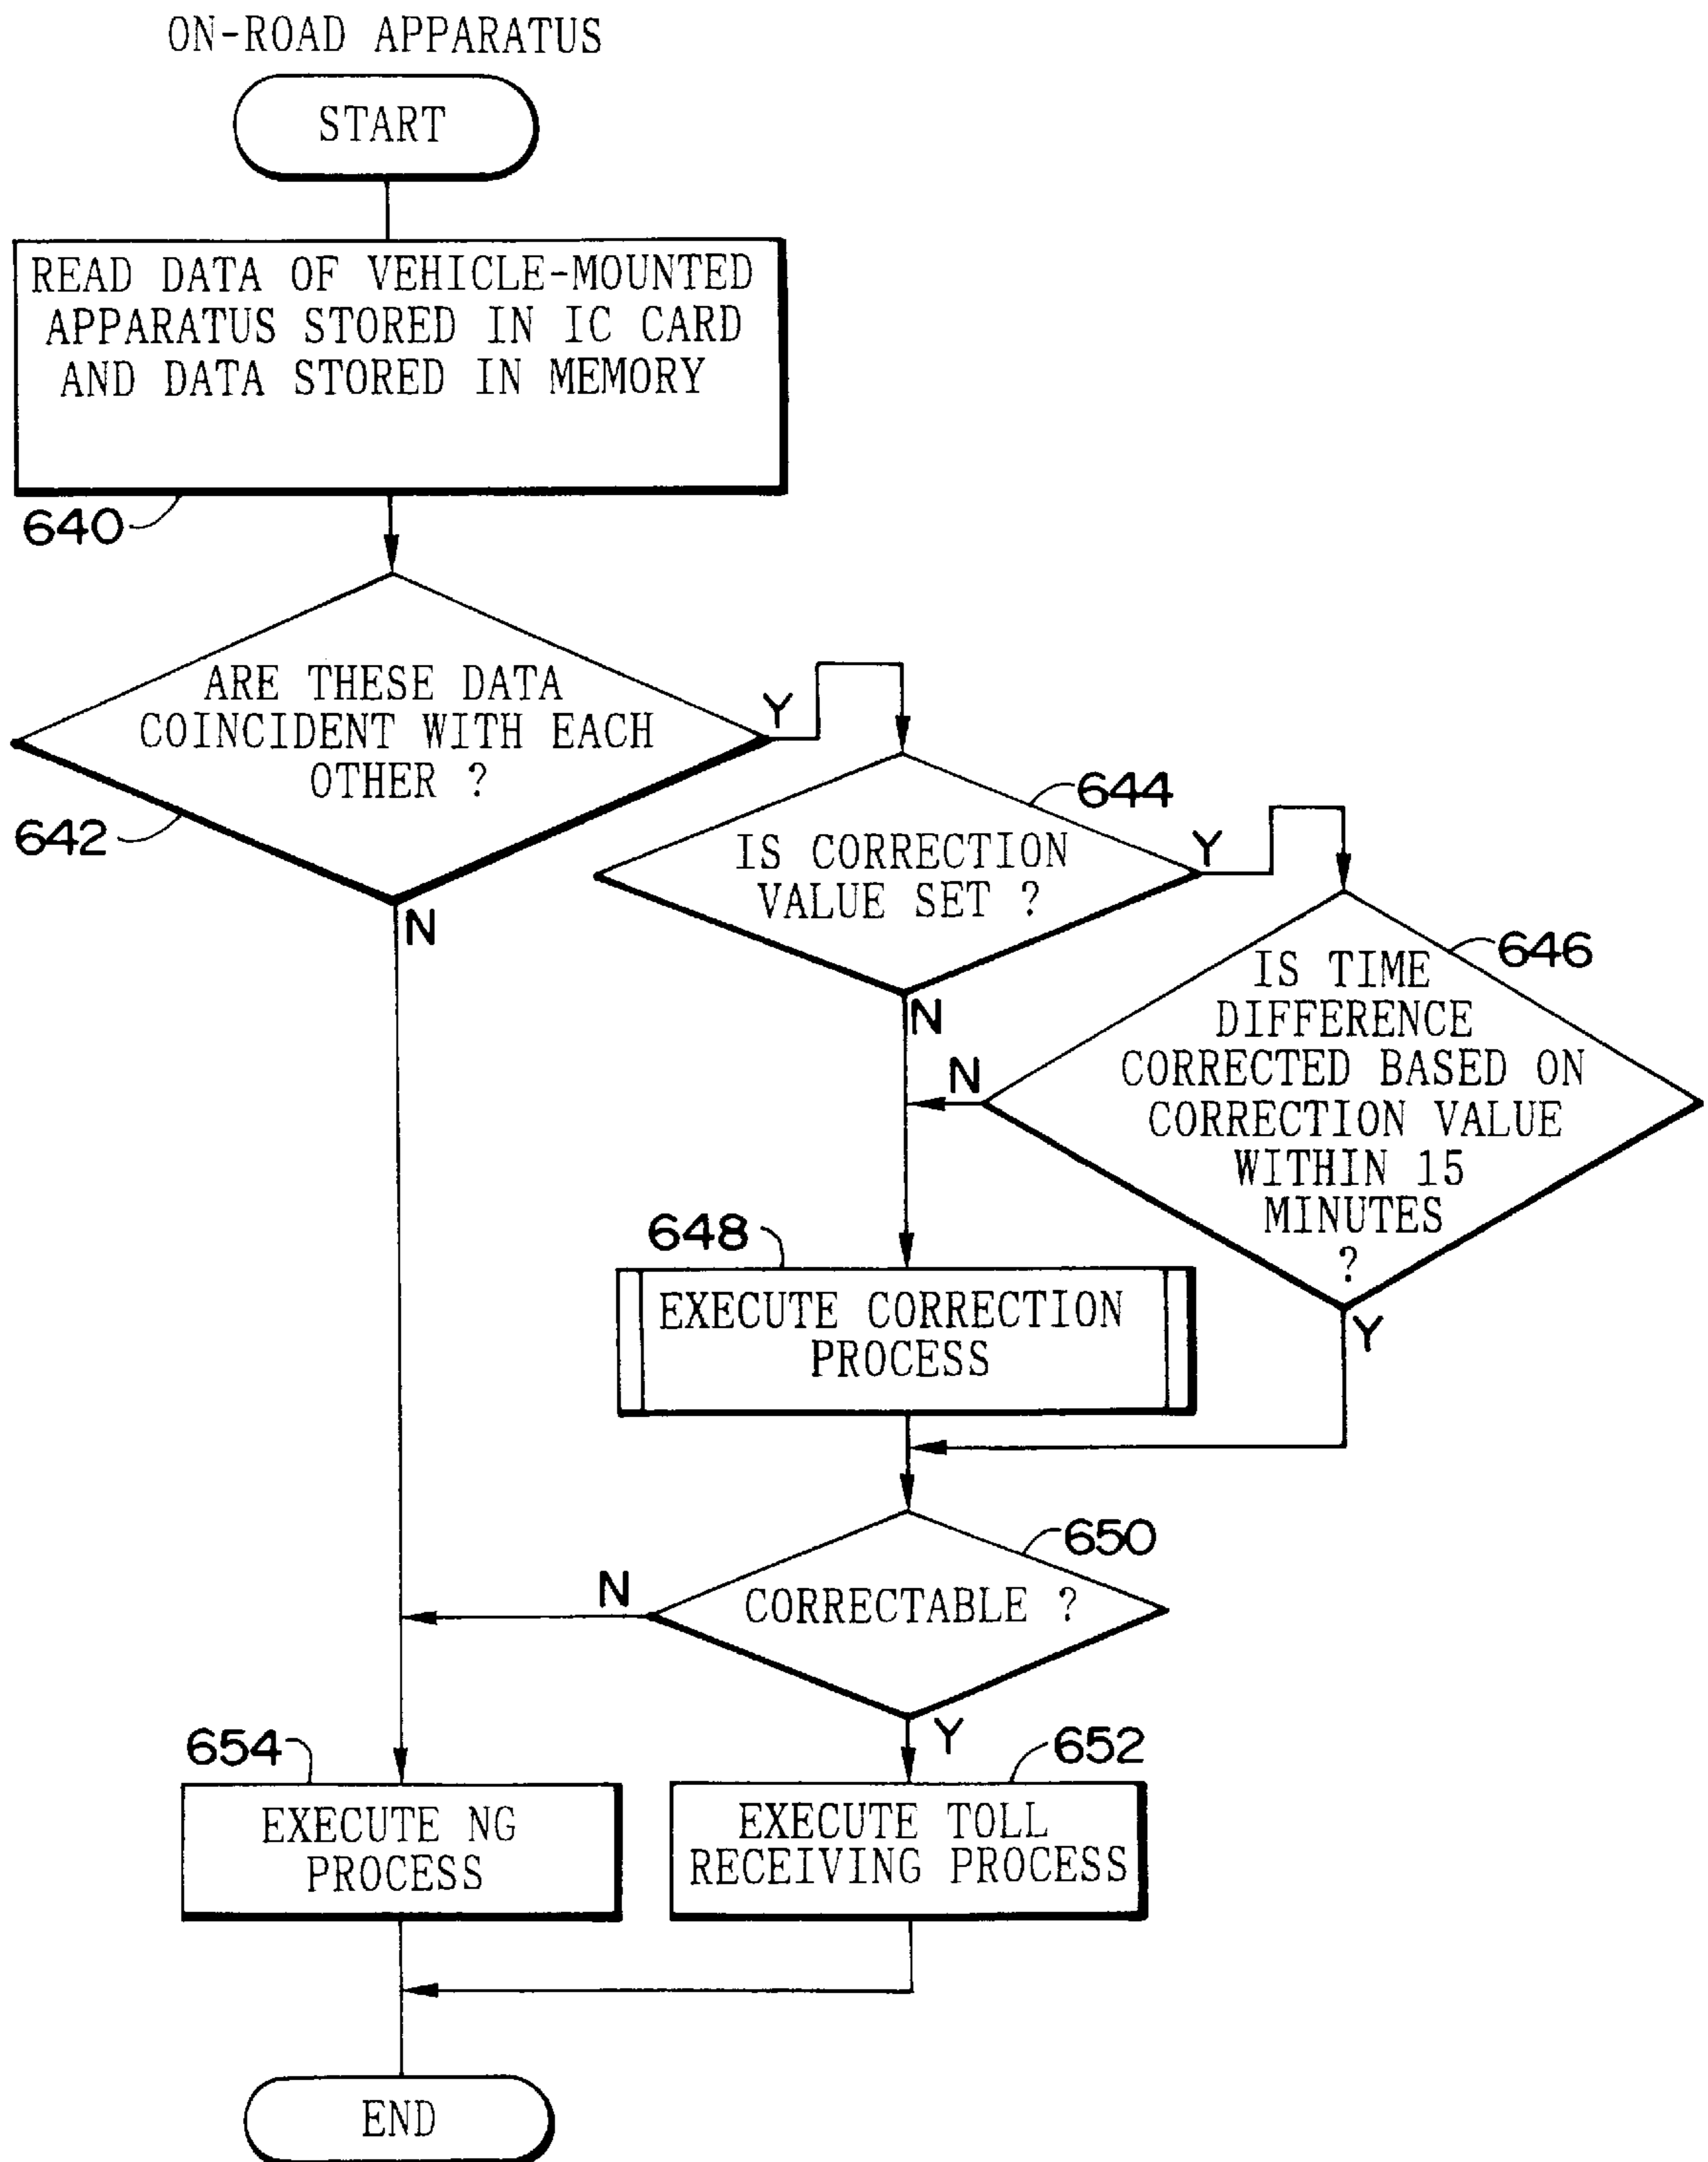 ON-ROAD APPARATUS
START
READ DATA OF VEHICLE-MOUNTED
APPARATUS STORED IN IC CARD
AND DATA STORED IN MEMORY
640
ARE THESE DATA
COINCIDENT WITH EACH
OTHER ?
Y
642
N
644
IS CORRECTION
VALUE SET ?
Y
N
646
IS TIME
DIFFERENCE
CORRECTED BASED ON
CORRECTION VALUE
WITHIN 15
MINUTES
?
N
Y
648
EXECUTE CORRECTION
PROCESS
650
CORRECTABLE ?
N
Y
654
EXECUTE NG
PROCESS
652
EXECUTE TOLL
RECEIVING PROCESS
END